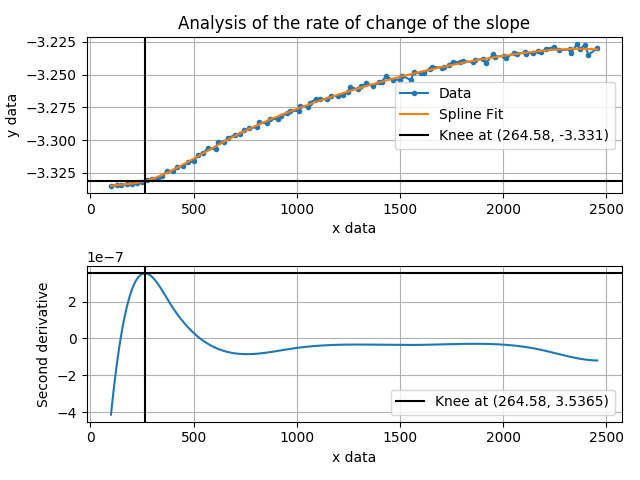 Analysis of the rate of change of the slope
y data
−3.225
−3.250
−3.275
−3.300
−3.325
Data
Spline Fit
Knee at (264.58, -3.331)
0 500 1000 1500 2000 2500
x data
1e−7
Second derivative
2
0
−2
−4
Knee at (264.58, 3.5365)
0 500 1000 1500 2000 2500
x data